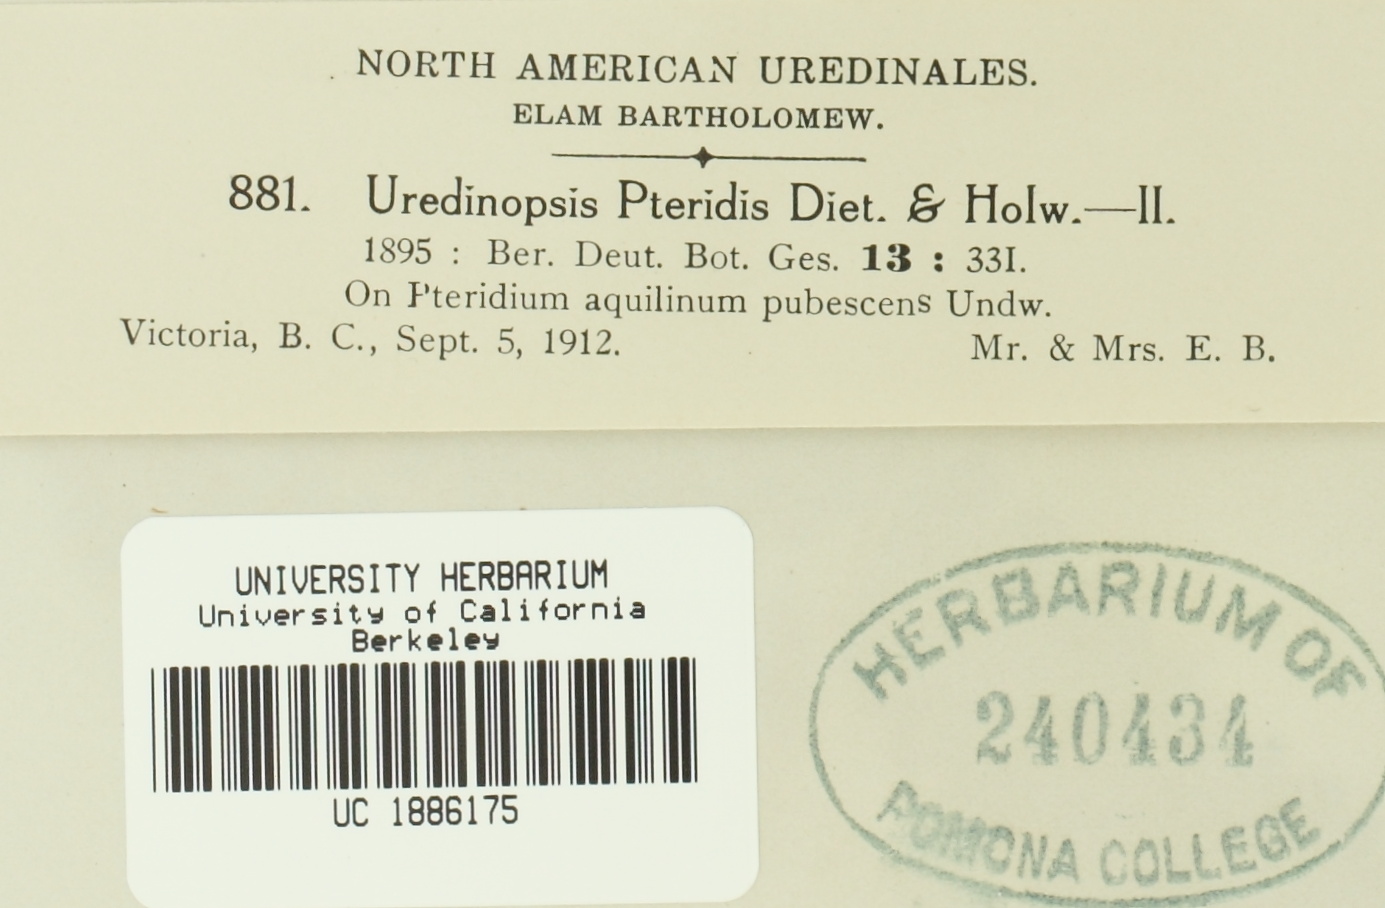 NORTH AMERICAN UREDINALES.
ELAM BARTHOLOMEW.
881. Uredinopsis Pteridis Diet. & Holw.—II.
1895 : Ber. Deut. Bot. Ges. 13 : 331.
On Pteridium aquilinum pubescens Undw.
Victoria, B. C., Sept. 5, 1912. Mr. & Mrs. E. B.
UNIVERSITY HERBARIUM
University of California
Berkeley
UC 1886175
HERBARIUM OF
240434
POMONA COLLEGE